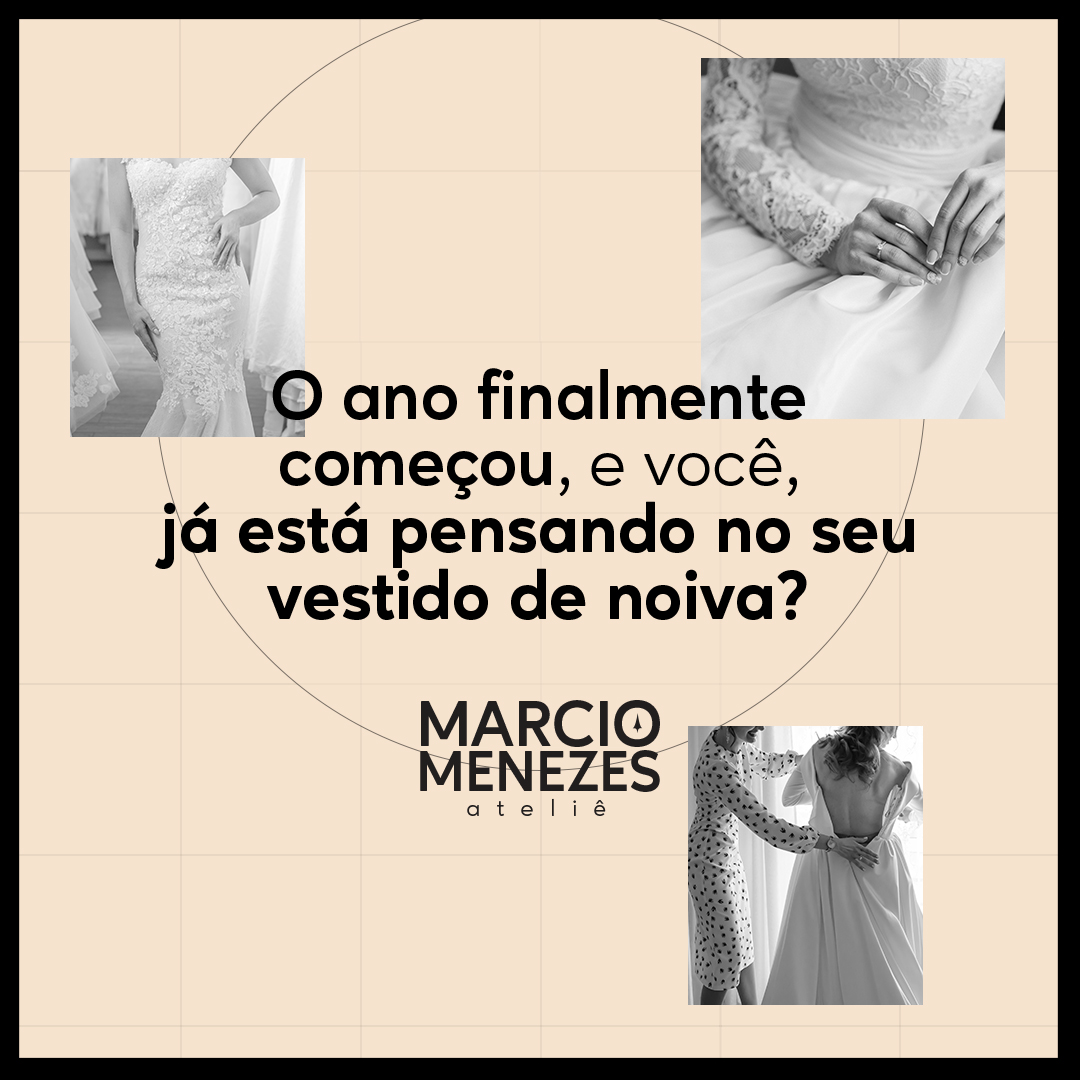 O ano finalmente
começou, e você,
já está pensando no seu
vestido de noiva?
MARCIO
MENEZES
ateliê